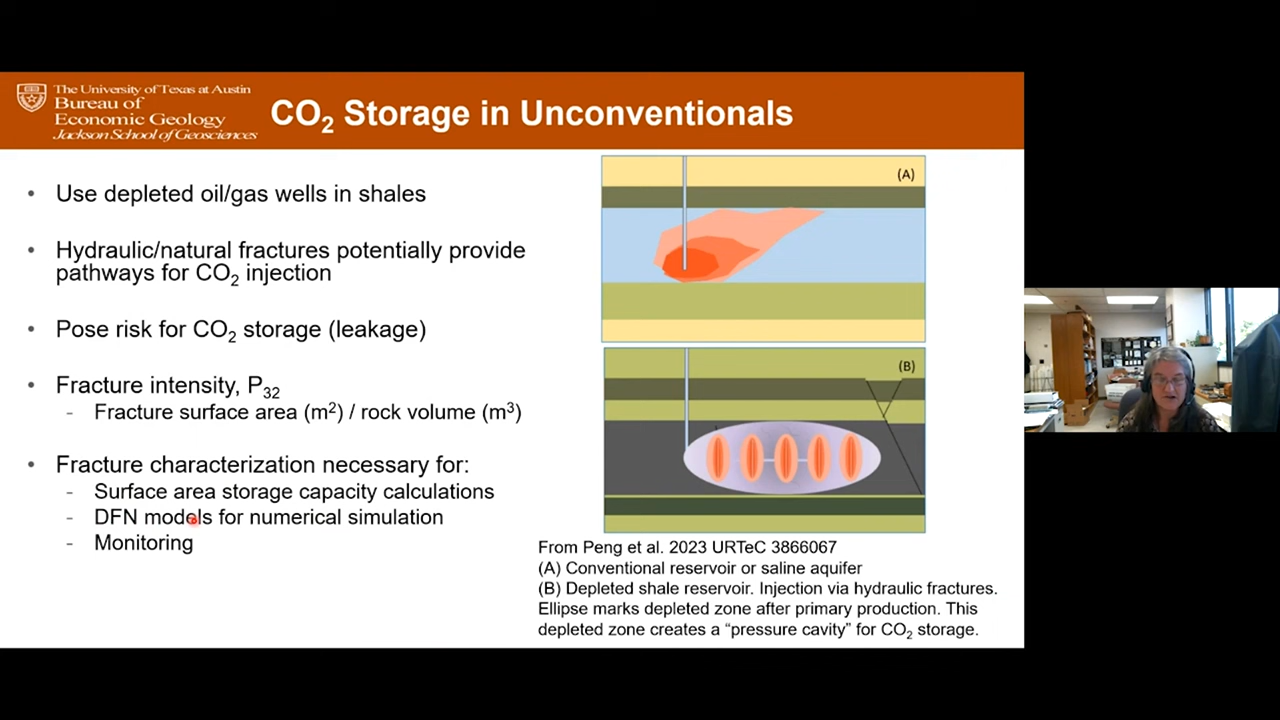 The University of Texas at Austin
Bureau of
Economic Geology
Jackson School of Geosciences
CO₂ Storage in Unconventionals
• Use depleted oil/gas wells in shales
• Hydraulic/natural fractures potentially provide
pathways for CO₂ injection
• Pose risk for CO₂ storage (leakage)
• Fracture intensity, P₃₂
- Fracture surface area (m²) / rock volume (m³)
• Fracture characterization necessary for:
- Surface area storage capacity calculations
- DFN models for numerical simulation
- Monitoring
(A)
(B)
From Peng et al. 2023 URTeC 3866067
(A) Conventional reservoir or saline aquifer
(B) Depleted shale reservoir. Injection via hydraulic fractures.
Ellipse marks depleted zone after primary production. This
depleted zone creates a “pressure cavity” for CO₂ storage.